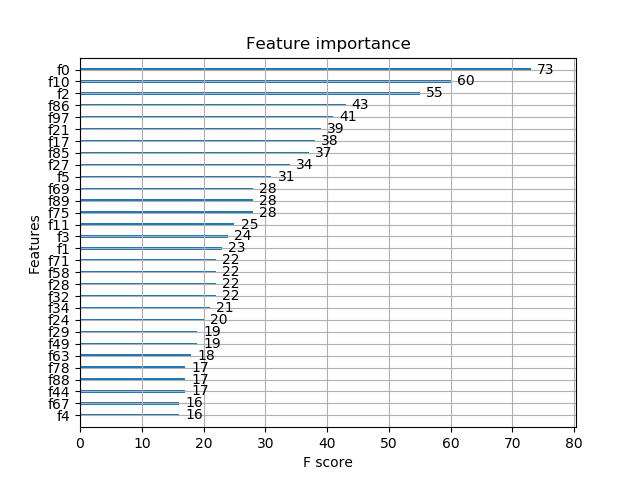 Feature importance
f0 73
f10 60
f2 55
f86 43
f97 41
f21 39
f17 38
f85 37
f27 34
f5 31
f69 28
f89 28
f75 28
f11 25
f3 24
f1 23
f71 22
f58 22
f28 22
f32 22
f34 21
f24 20
f29 19
f49 19
f63 18
f78 17
f88 17
f44 17
f67 16
f4 16
Features
0 10 20 30 40 50 60 70 80
F score